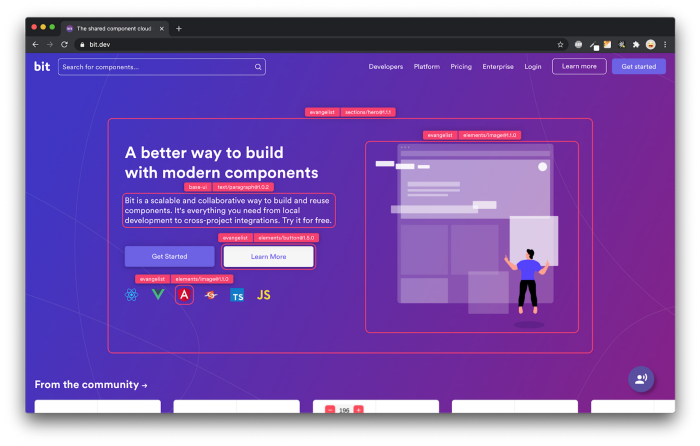 The shared component cloud
bit.dev
bit
Search for components...
Developers
Platform
Pricing
Enterprise
Login
Learn more
Get started
evangelist sections/hero@1.1.1
evangelist elements/image@1.1.0
A better way to build
with modern components
base-ui text/paragraph@1.0.2
Bit is a scalable and collaborative way to build and reuse
components. It's everything you need from local
development to cross-project integrations. Try it for free.
evangelist elements/button@1.5.0
Get Started
Learn More
evangelist elements/image@1.1.0
A
TS
JS
From the community →
196